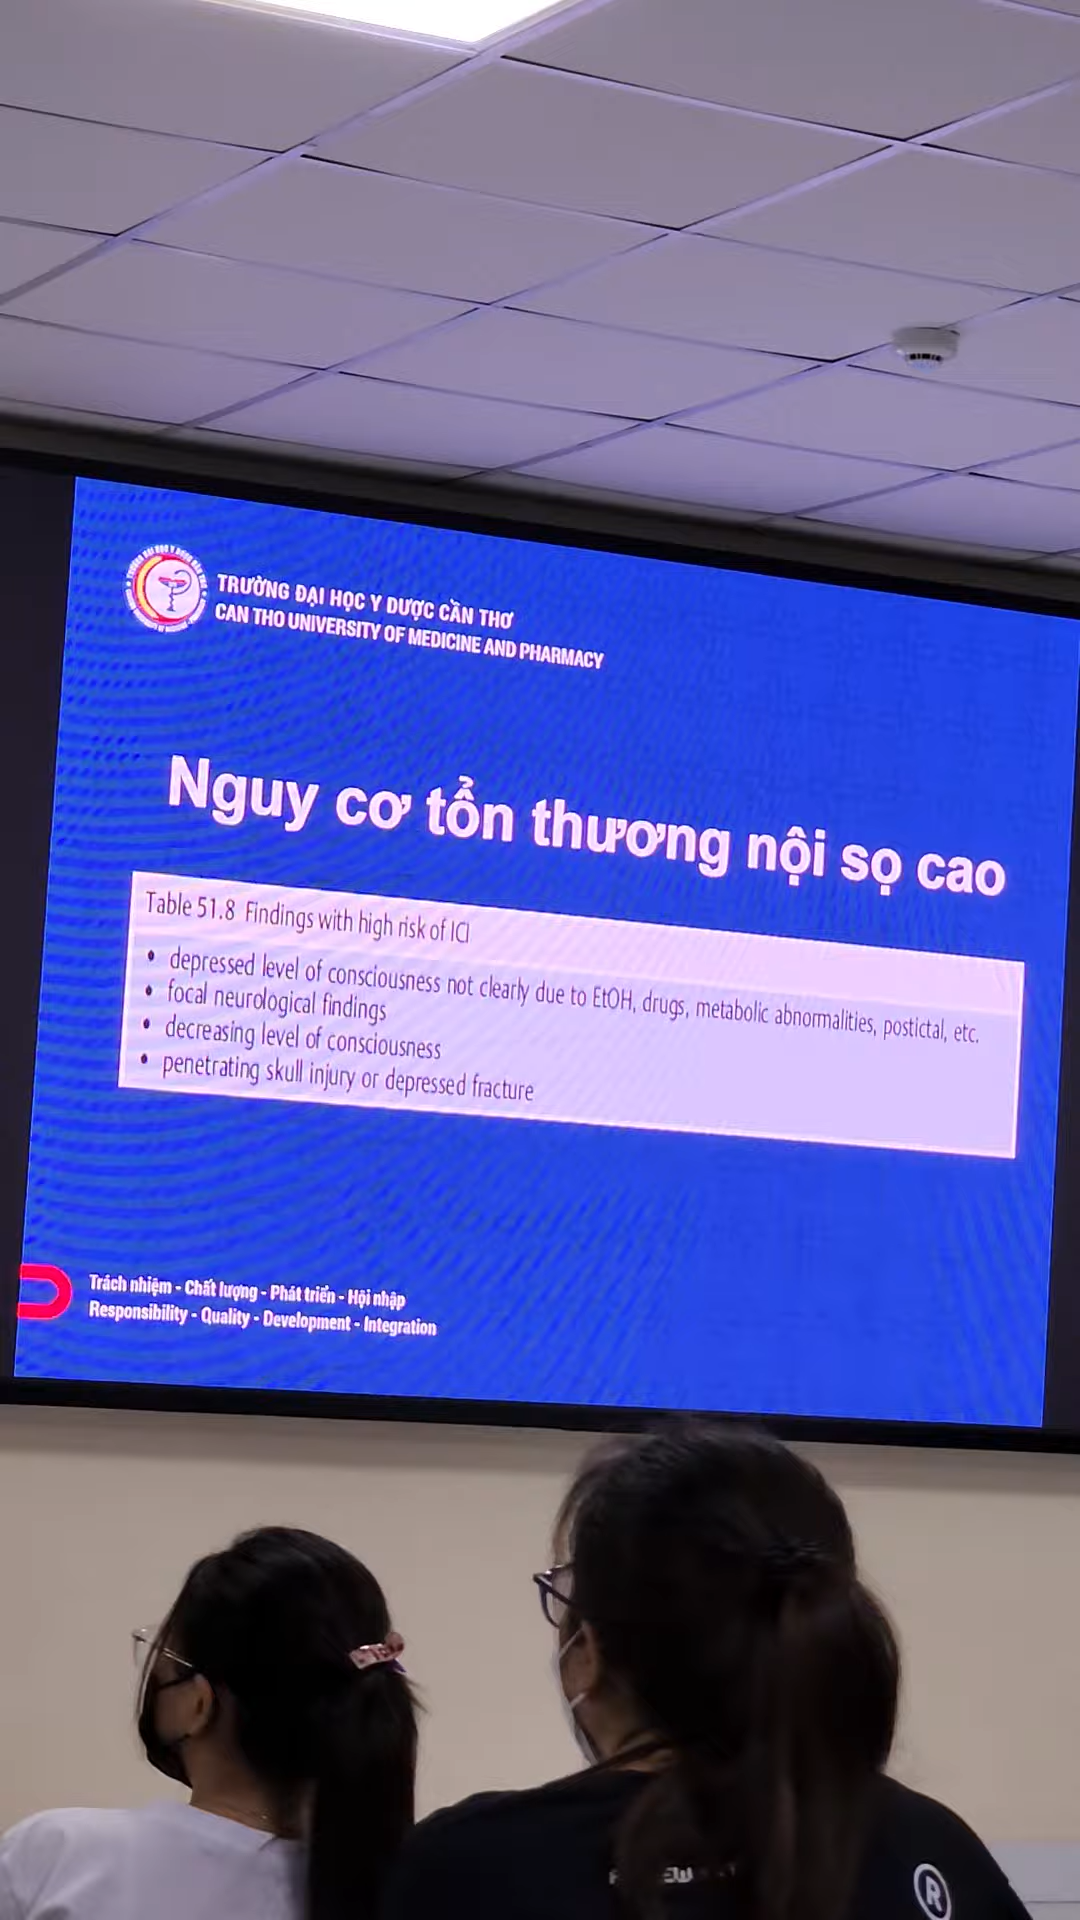 TRƯỜNG ĐẠI HỌC Y DƯỢC CẦN THƠ
CAN THO UNIVERSITY OF MEDICINE AND PHARMACY
Nguy cơ tổn thương nội sọ cao
Table 51.8 Findings with high risk of ICI
• depressed level of consciousness not clearly due to EtOH, drugs, metabolic abnormalities, postictal, etc.
• focal neurological findings
• decreasing level of consciousness
• penetrating skull injury or depressed fracture
Trách nhiệm - Chất lượng - Phát triển - Hội nhập
Responsibility - Quality - Development - Integration
R